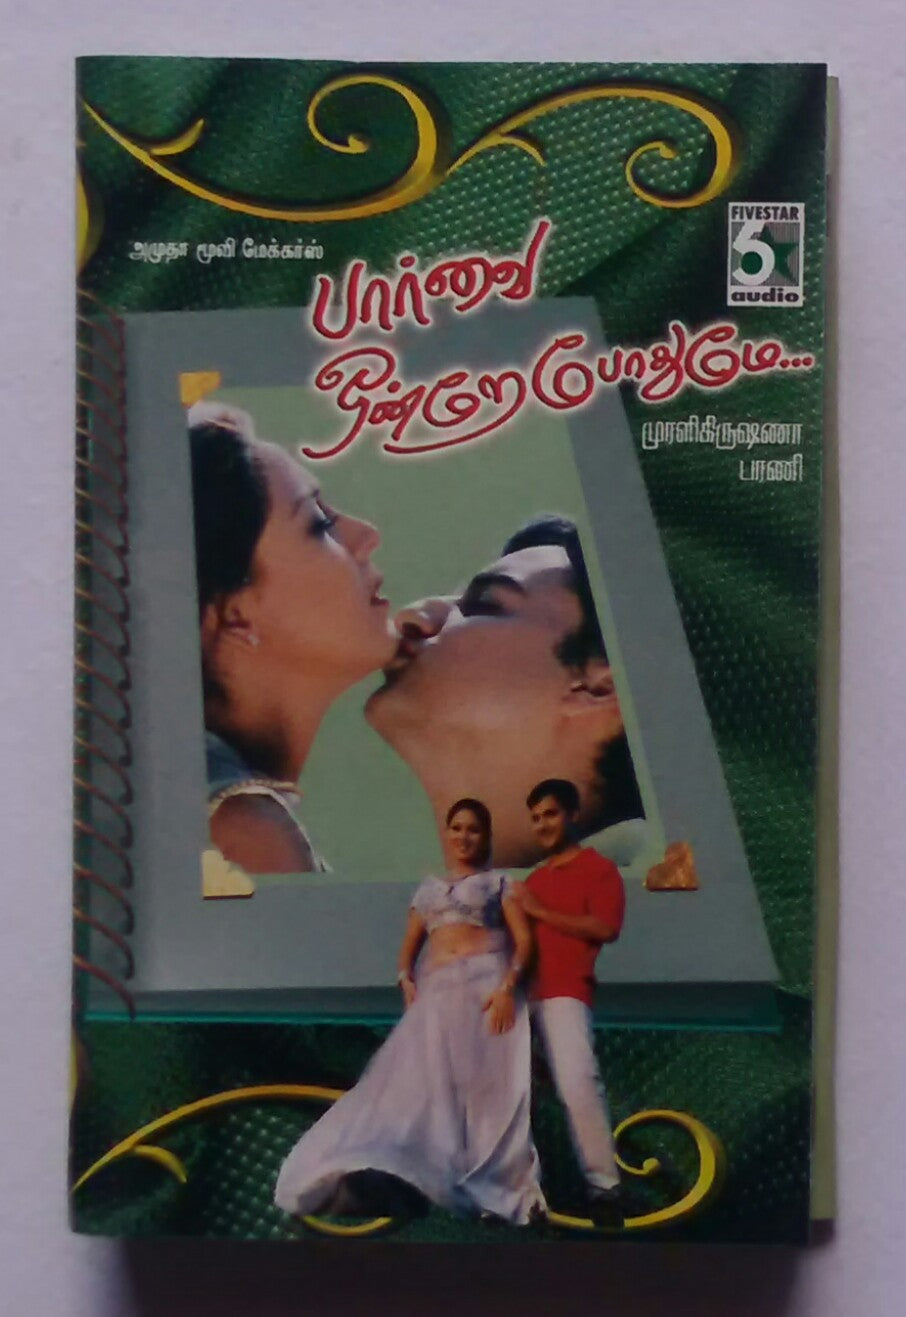 அமுதா மூவி மேக்கர்ஸ்
FIVESTAR
5
audio
பார்வை
ஒன்றே போதுமே...
முரளிகிருஷ்ணா
பரணி